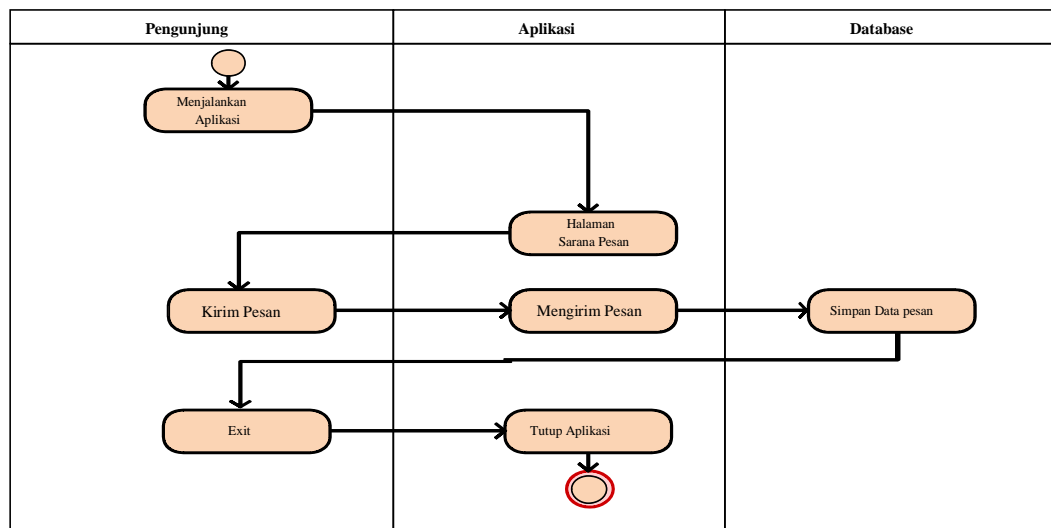 Pengunjung
Aplikasi
Database
Menjalankan
Aplikasi
Halaman
Sarana Pesan
Kirim Pesan
Mengirim Pesan
Simpan Data pesan
Exit
Tutup Aplikasi